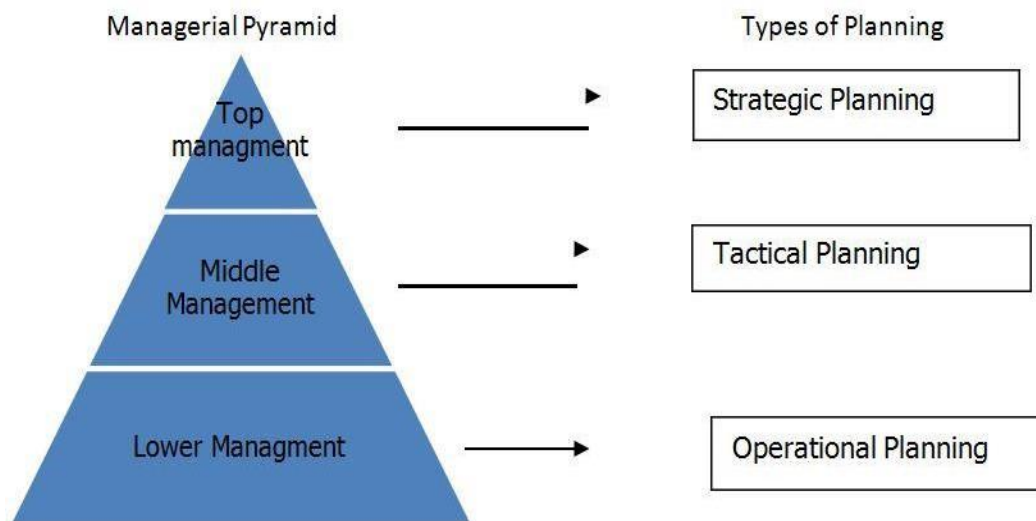 Managerial Pyramid
Types of Planning
Top
managment
Strategic Planning
Middle
Management
Tactical Planning
Lower Managment
Operational Planning